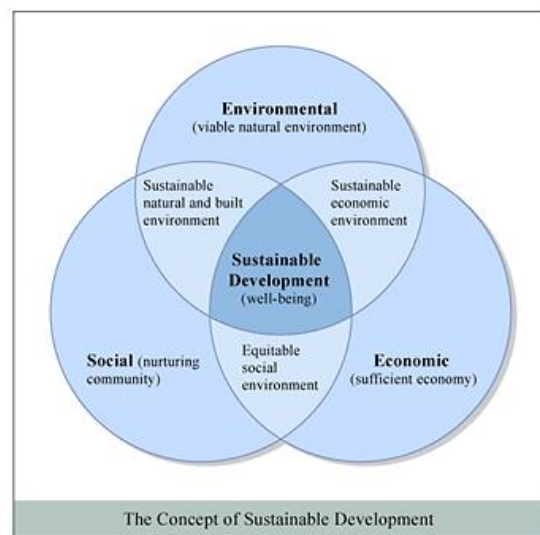 Environmental
(viable natural environment)
Sustainable
natural and built
environment
Sustainable
economic
environment
Sustainable
Development
(well-being)
Social (nurturing
community)
Equitable
social
environment
Economic
(sufficient economy)
The Concept of Sustainable Development